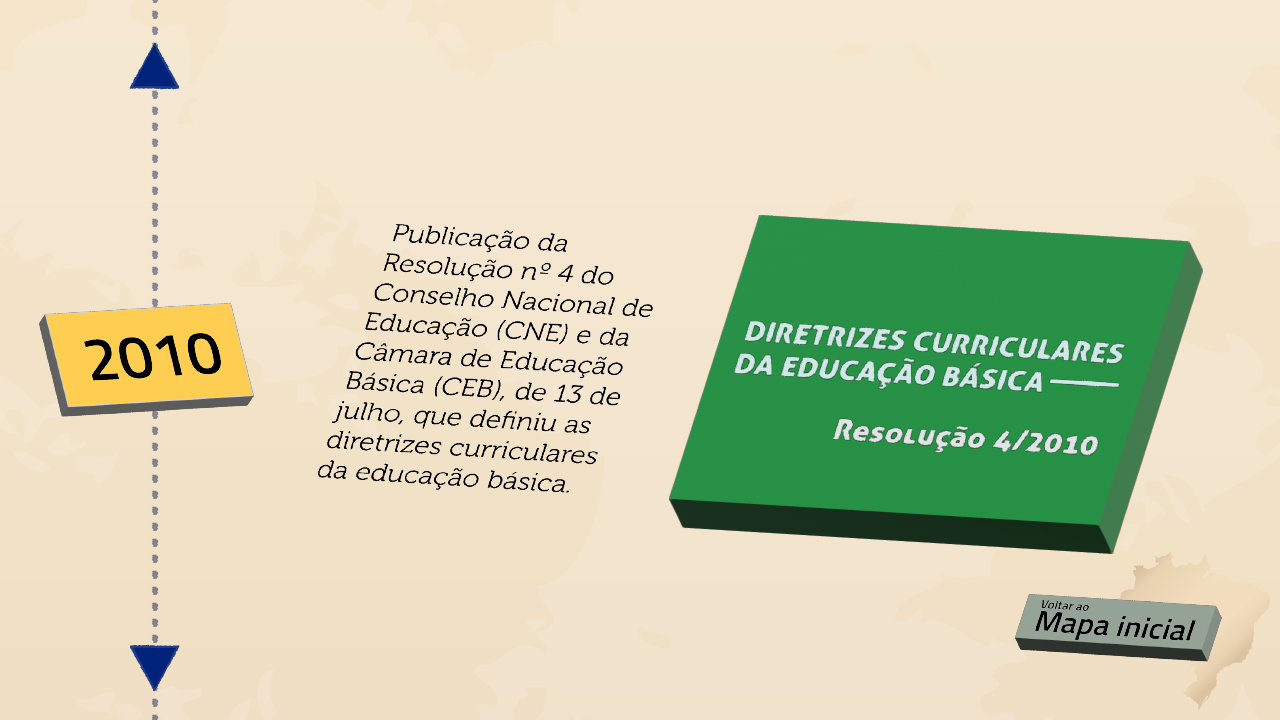 2010
Publicação da
Resolução nº 4 do
Conselho Nacional de
Educação (CNE) e da
Câmara de Educação
Básica (CEB), de 13 de
julho, que definiu as
diretrizes curriculares
da educação básica.
DIRETRIZES CURRICULARES
DA EDUCAÇÃO BÁSICA
Resolução 4/2010
Voltar ao
Mapa inicial